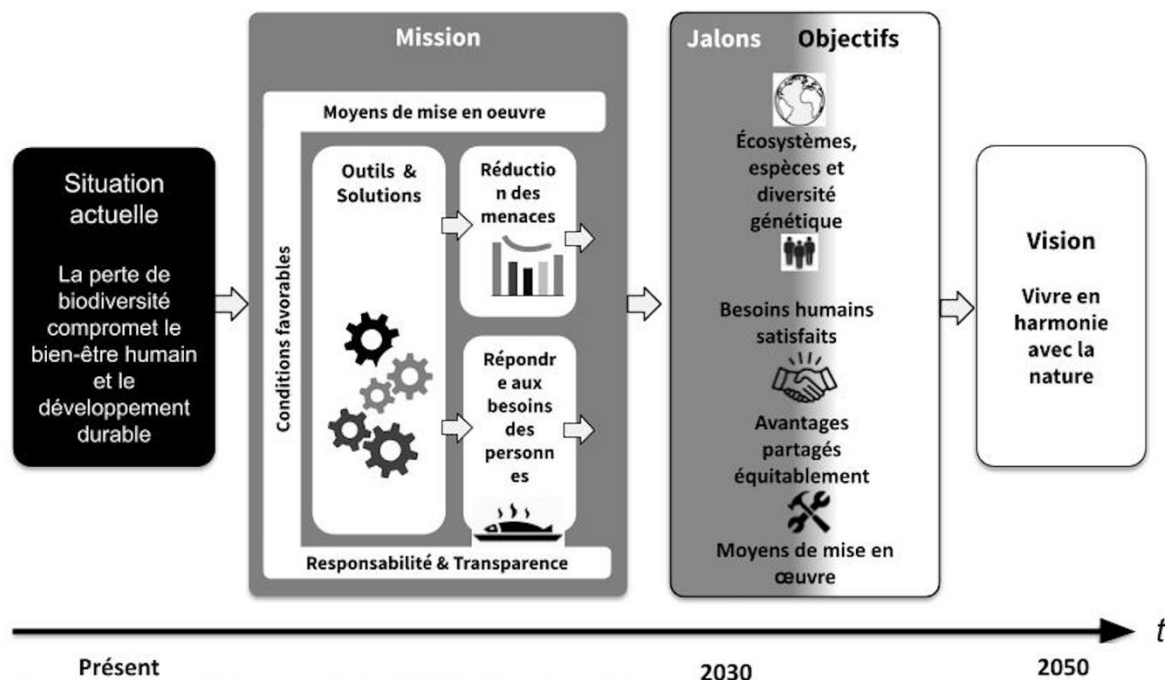 Situation
actuelle
La perte de
biodiversité
compromet le
bien-être humain
et le
développement
durable
Mission
Moyens de mise en oeuvre
Conditions favorables
Outils & 
Solutions
Réductio
n des
menaces
Répondr
e aux
besoins
des
personn
es
Responsabilité & Transparence
Jalons Objectifs
Écosystèmes,
espèces et
diversité
génétique
Besoins humains
satisfaits
Avantages
partagés
équitablement
Moyens de mise en
œuvre
Vision
Vivre en
harmonie
avec la
nature
t
Présent
2030
2050